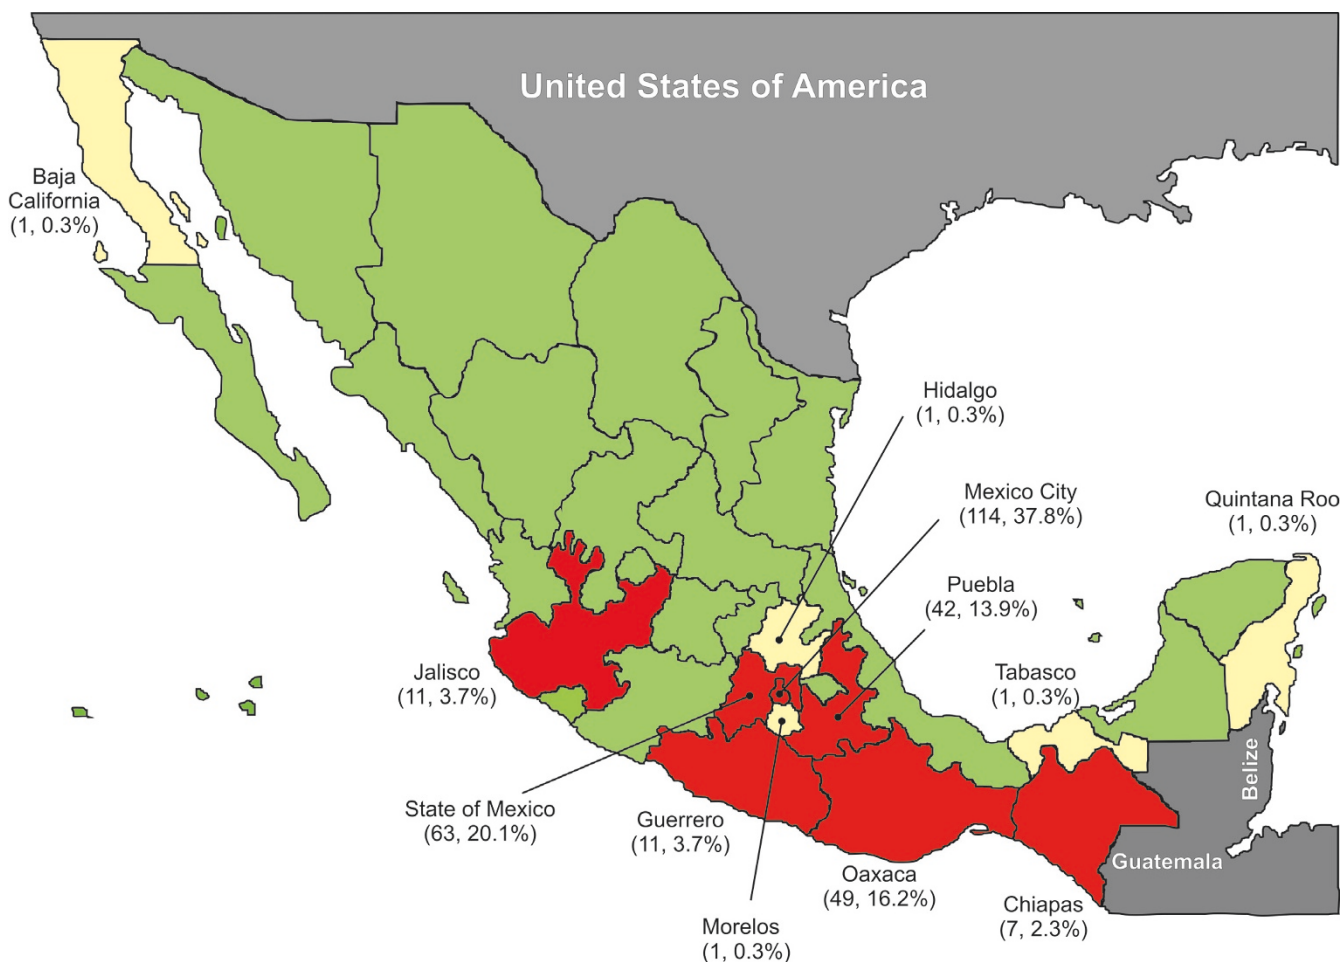 United States of America
Baja
California
(1, 0.3%)
Hidalgo
(1, 0.3%)
Mexico City
(114, 37.8%)
Quintana Roo
(1, 0.3%)
Puebla
(42, 13.9%)
Jalisco
(11, 3.7%)
Tabasco
(1, 0.3%)
Belize
State of Mexico
(63, 20.1%)
Guerrero
(11, 3.7%)
Guatemala
Oaxaca
(49, 16.2%)
Chiapas
(7, 2.3%)
Morelos
(1, 0.3%)